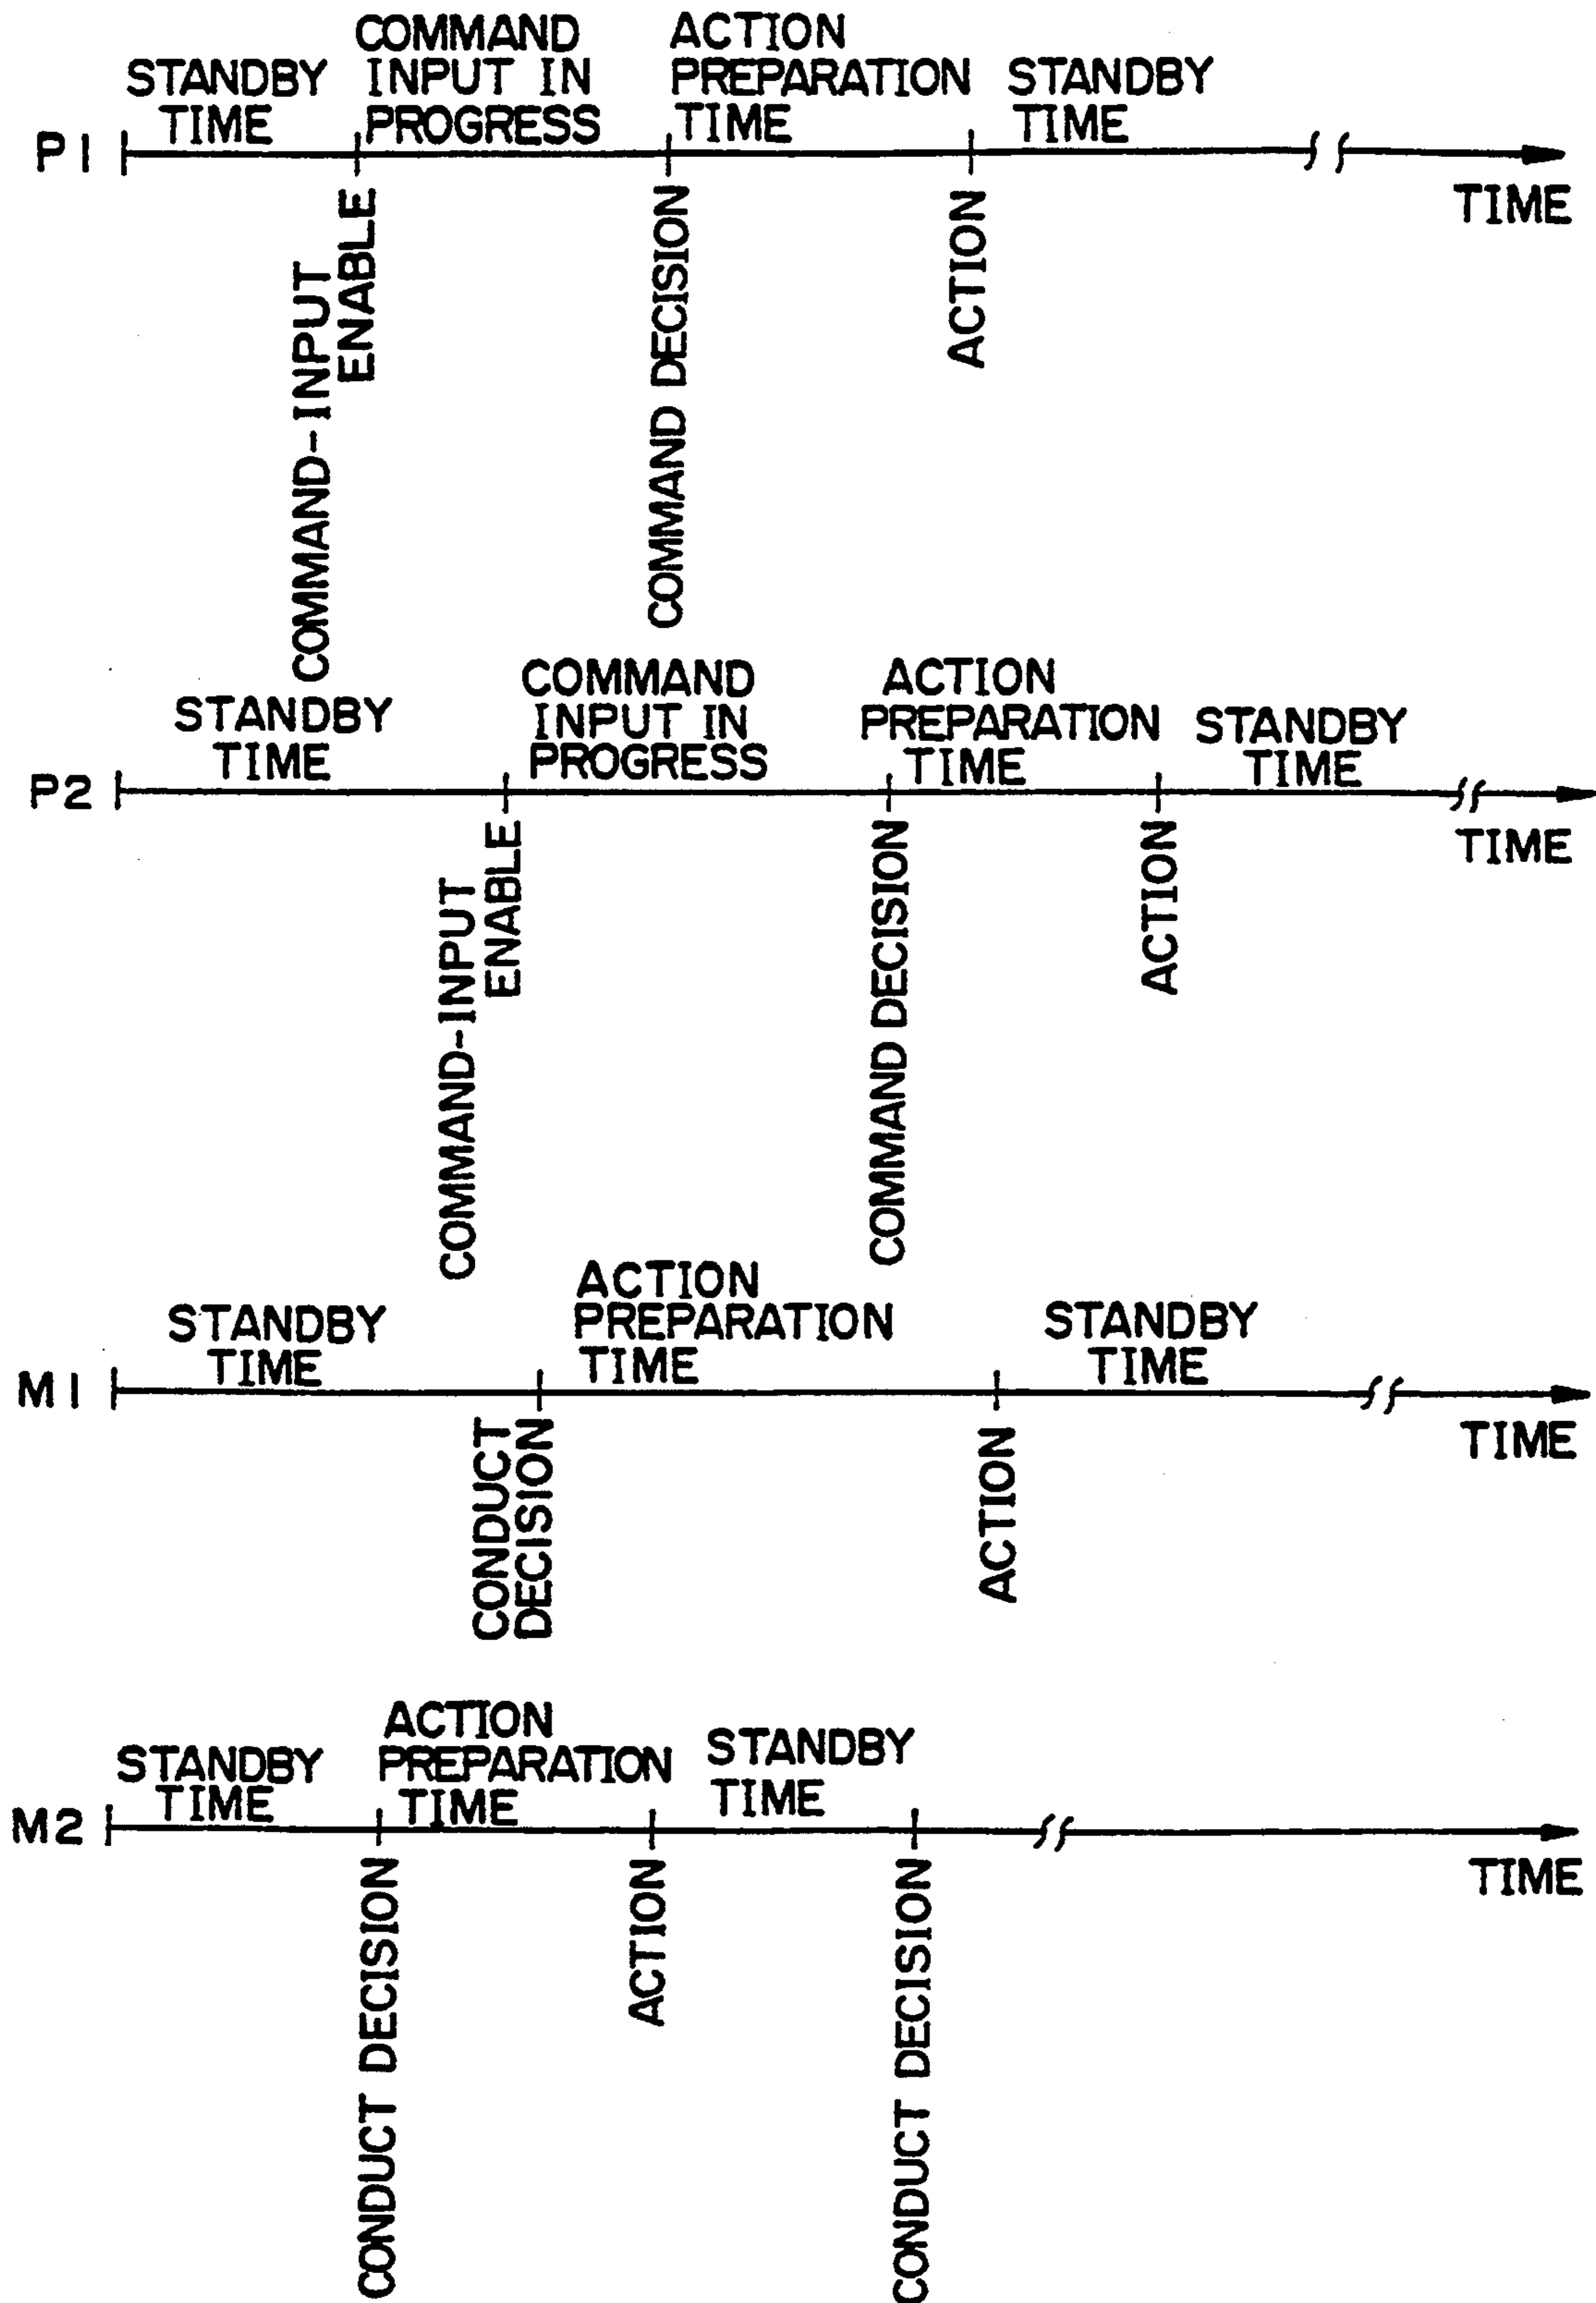 STANDBY
TIME
COMMAND
INPUT IN
PROGRESS
ACTION
PREPARATION
TIME
STANDBY
TIME
P1
TIME
COMMAND-INPUT
ENABLE
COMMAND DECISION
ACTION
STANDBY
TIME
COMMAND
INPUT IN
PROGRESS
ACTION
PREPARATION
TIME
STANDBY
TIME
P2
TIME
COMMAND-INPUT
ENABLE
COMMAND DECISION
ACTION
STANDBY
TIME
ACTION
PREPARATION
TIME
STANDBY
TIME
M1
TIME
CONDUCT
DECISION
ACTION
STANDBY
TIME
ACTION
PREPARATION
TIME
STANDBY
TIME
M2
TIME
CONDUCT DECISION
ACTION
CONDUCT DECISION